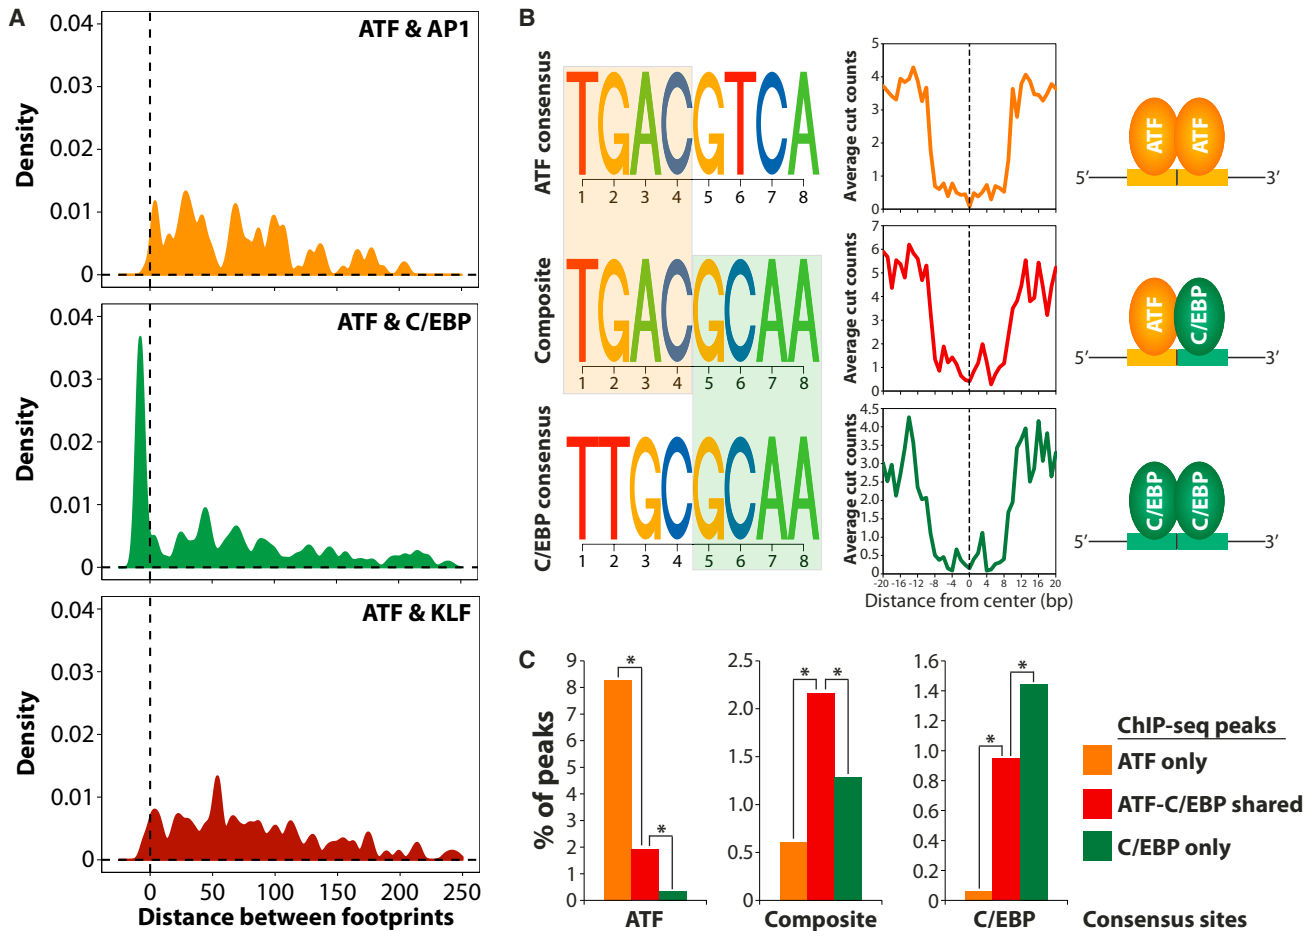 A
ATF & AP1
0.04
0.03
0.02
0.01
0
Density
ATF & C/EBP
0.04
0.03
0.02
0.01
0
Density
ATF & KLF
0.04
0.03
0.02
0.01
0
Density
0 50 100 150 200 250
Distance between footprints
B
ATF consensus
TGACGTCA
1 2 3 4 5 6 7 8
Composite
TGACGCAA
1 2 3 4 5 6 7 8
C/EBP consensus
TTGCGCAA
1 2 3 4 5 6 7 8
Average cut counts
5
4
3
2
1
0
Average cut counts
7
6
5
4
3
2
1
0
Average cut counts
4.5
4.0
3.5
3.0
2.5
2.0
1.5
1.0
0.5
0
-20 -16 -12 -8 -4 0 4 8 12 16 20
Distance from center (bp)
ATF ATF
5′ 3′
ATF C/EBP
5′ 3′
C/EBP C/EBP
5′ 3′
C
% of peaks
9
8
7
6
5
4
3
2
1
0
* *
ATF
2.5
2.0
1.5
1.0
0.5
0
* *
Composite
1.6
1.4
1.2
1.0
0.8
0.6
0.4
0.2
0
* *
C/EBP
Consensus sites
ChIP-seq peaks
ATF only
ATF-C/EBP shared
C/EBP only